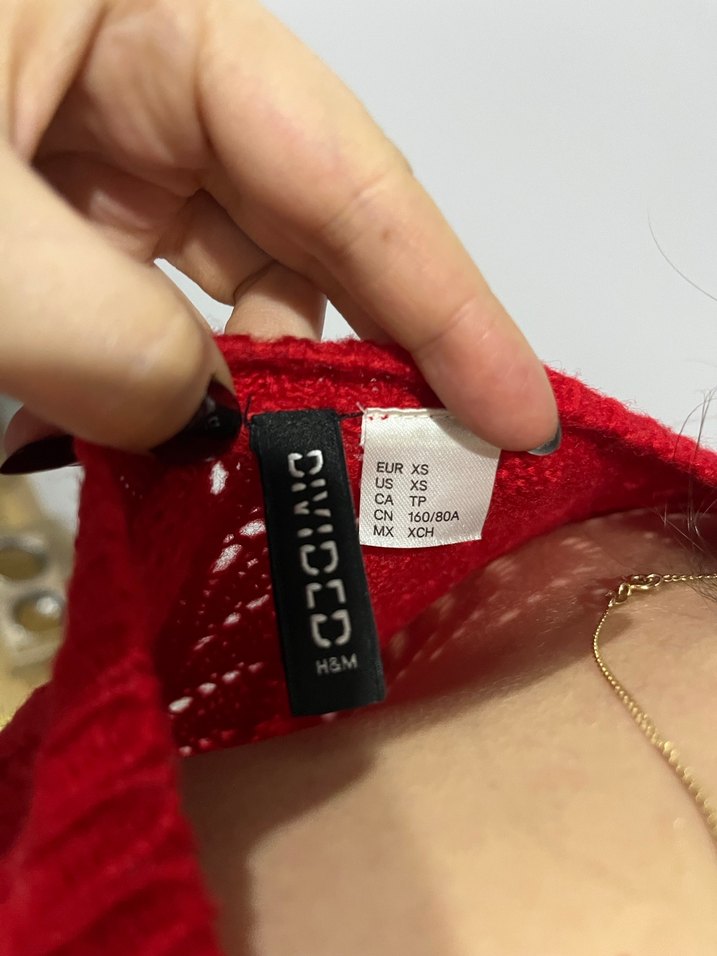 DIVIDED
H&M
EUR XS
US XS
CA TP
CN 160/80A
MX XCH